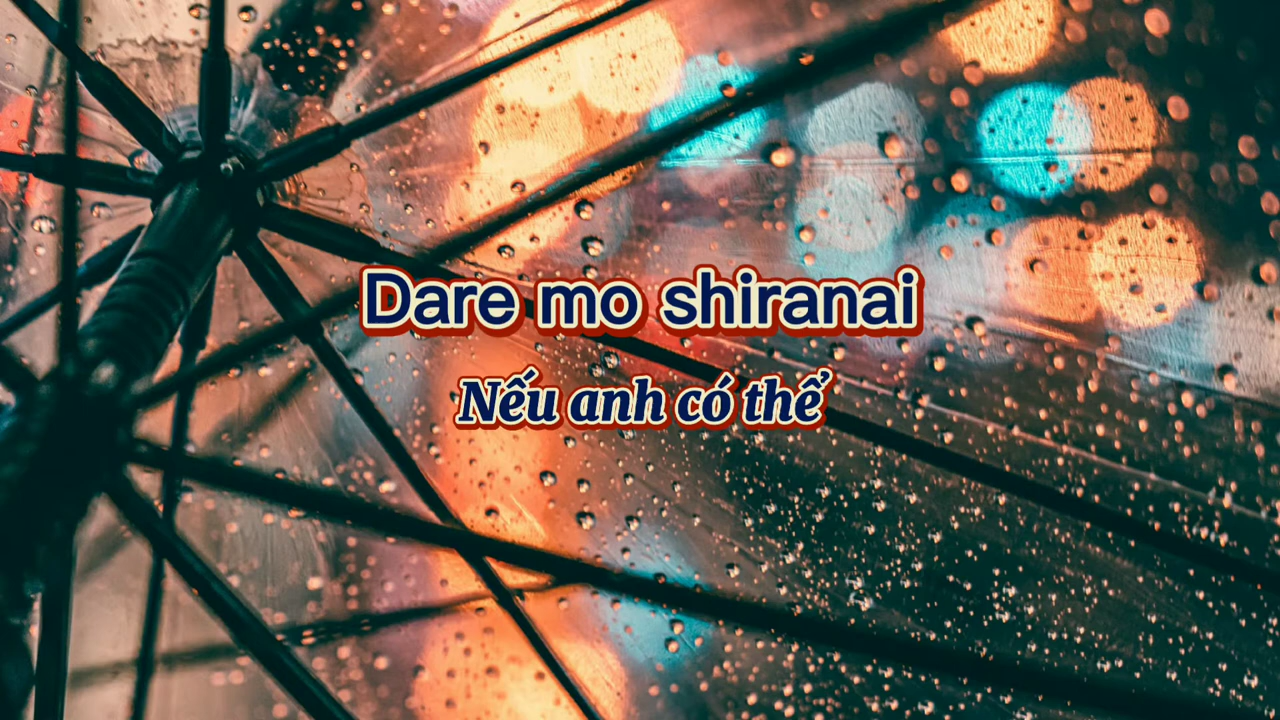 Dare mo shiranai
Nếu anh có thể